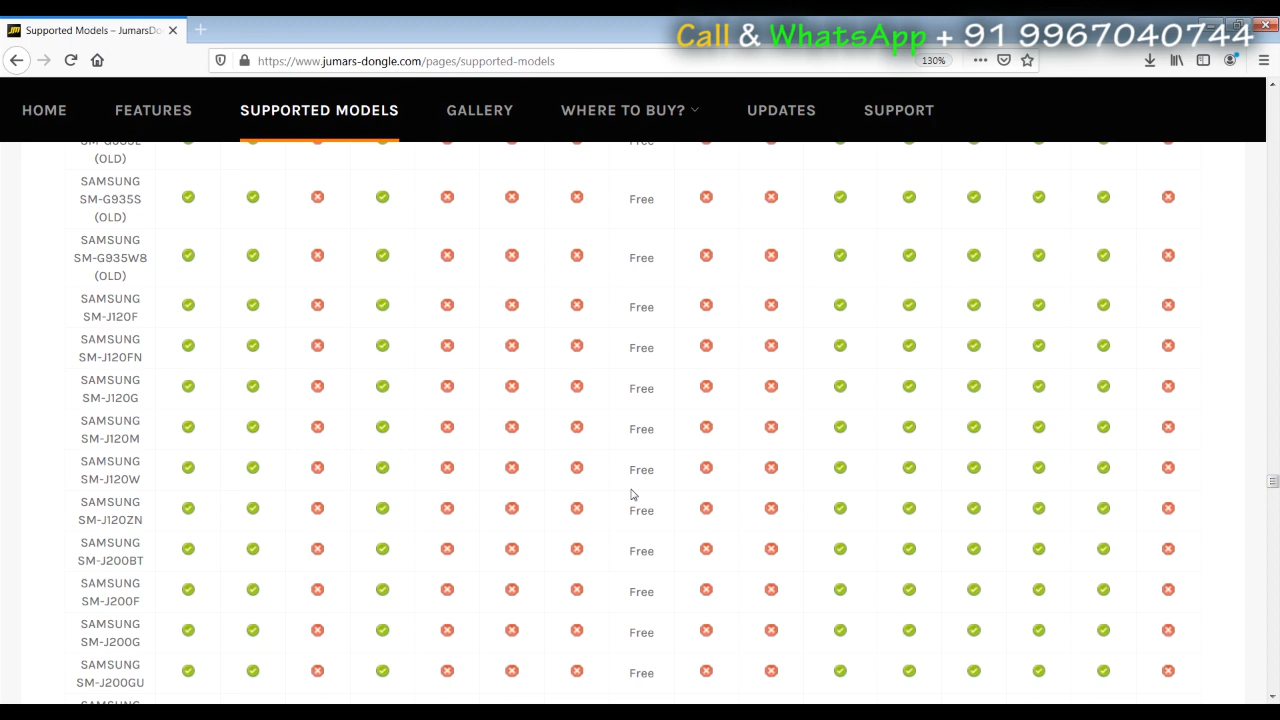 Supported Models – JumarsDo
Call & WhatsApp + 91 9967040744
https://www.jumars-dongle.com/pages/supported-models
130%
HOME
FEATURES
SUPPORTED MODELS
GALLERY
WHERE TO BUY?
UPDATES
SUPPORT
(OLD)
Free
SAMSUNG
SM-G935S
(OLD)
Free
SAMSUNG
SM-G935W8
(OLD)
Free
SAMSUNG
SM-J120F
Free
SAMSUNG
SM-J120FN
Free
SAMSUNG
SM-J120G
Free
SAMSUNG
SM-J120M
Free
SAMSUNG
SM-J120W
Free
SAMSUNG
SM-J120ZN
Free
SAMSUNG
SM-J200BT
Free
SAMSUNG
SM-J200F
Free
SAMSUNG
SM-J200G
Free
SAMSUNG
SM-J200GU
Free